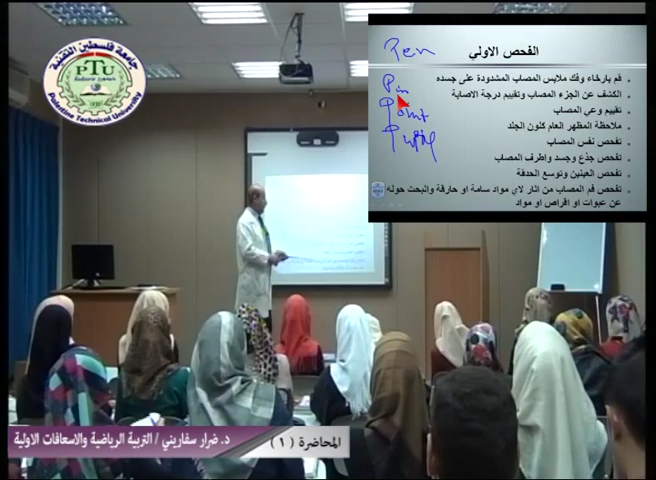 جامعة فلسطين التقنية
PTU
Palestine Technical University
الفحص الاولي
Pen
Pin
Point
Pupil
قم بارخاء وفك ملابس المصاب المشدودة على جسده
الكشف عن الجزء المصاب وتقييم درجة الاصابة
تقييم وعي المصاب
ملاحظة المظهر العام كلون الجلد
تفحص نفس المصاب
تفحص جذع وجسد واطرف المصاب
تفحص العينين وتوسع الحدقة
تفحص فم المصاب من اثار لاي مواد سامة او حارقة والبحث حوله
عن عبوات او اقراص او مواد
المحاضرة (١)
د. ضرار سفاريني / التربية الرياضية والاسعافات الاولية